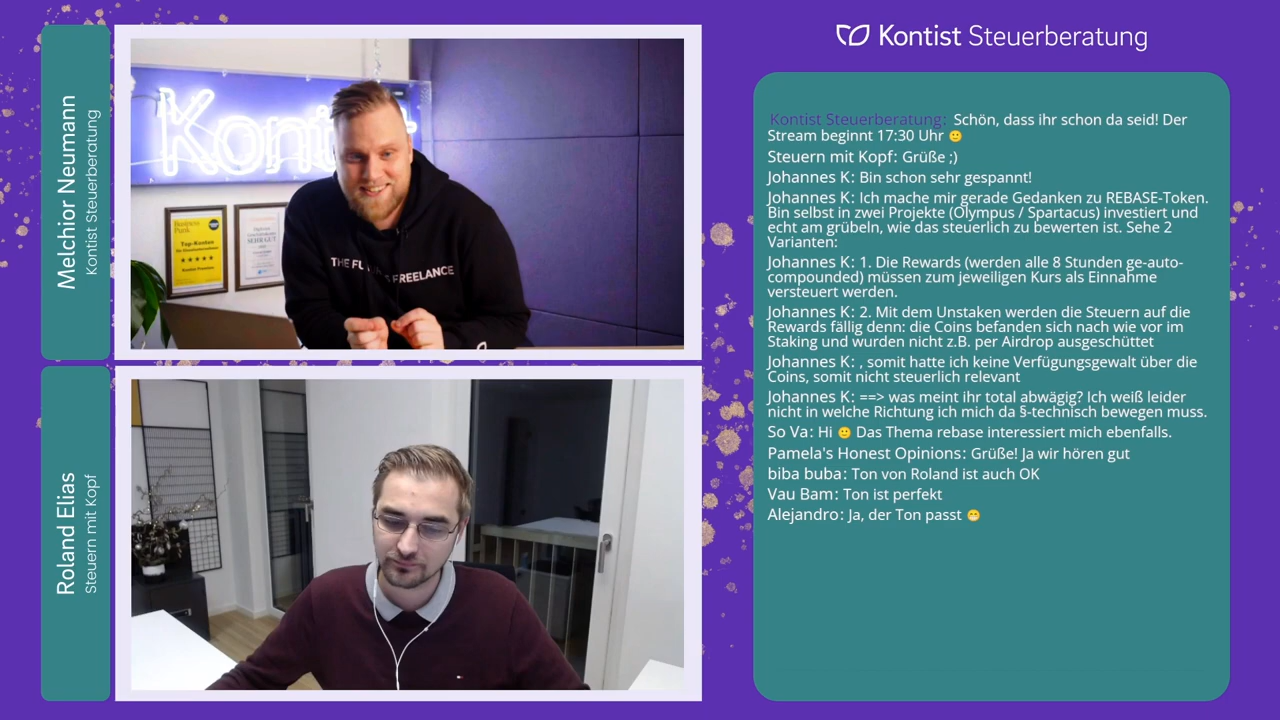 Kontist Steuerberatung
Melchior Neumann
Kontist Steuerberatung
Kont
Business Punk
Top-Konten
★★★★★
Kontist Premium
SEHR GUT
THE FU
FREELANCE
Roland Elias
Steuern mit Kopf
Kontist Steuerberatung: Schön, dass ihr schon da seid! Der
Stream beginnt 17:30 Uhr 🙂
Steuern mit Kopf: Grüße ;)
Johannes K: Bin schon sehr gespannt!
Johannes K: Ich mache mir gerade Gedanken zu REBASE-Token.
Bin selbst in zwei Projekte (Olympus / Spartacus) investiert und
echt am grübeln, wie das steuerlich zu bewerten ist. Sehe 2
Varianten:
Johannes K: 1. Die Rewards (werden alle 8 Stunden ge-auto-
compounded) müssen zum jeweiligen Kurs als Einnahme
versteuert werden.
Johannes K: 2. Mit dem Unstaken werden die Steuern auf die
Rewards fällig denn: die Coins befanden sich nach wie vor im
Staking und wurden nicht z.B. per Airdrop ausgeschüttet
Johannes K: , somit hatte ich keine Verfügungsgewalt über die
Coins, somit nicht steuerlich relevant
Johannes K: ==> was meint ihr total abwägig? Ich weiß leider
nicht in welche Richtung ich mich da §-technisch bewegen muss.
So Va: Hi 🙂 Das Thema rebase interessiert mich ebenfalls.
Pamela's Honest Opinions: Grüße! Ja wir hören gut
biba buba: Ton von Roland ist auch OK
Vau Bam: Ton ist perfekt
Alejandro: Ja, der Ton passt 😁